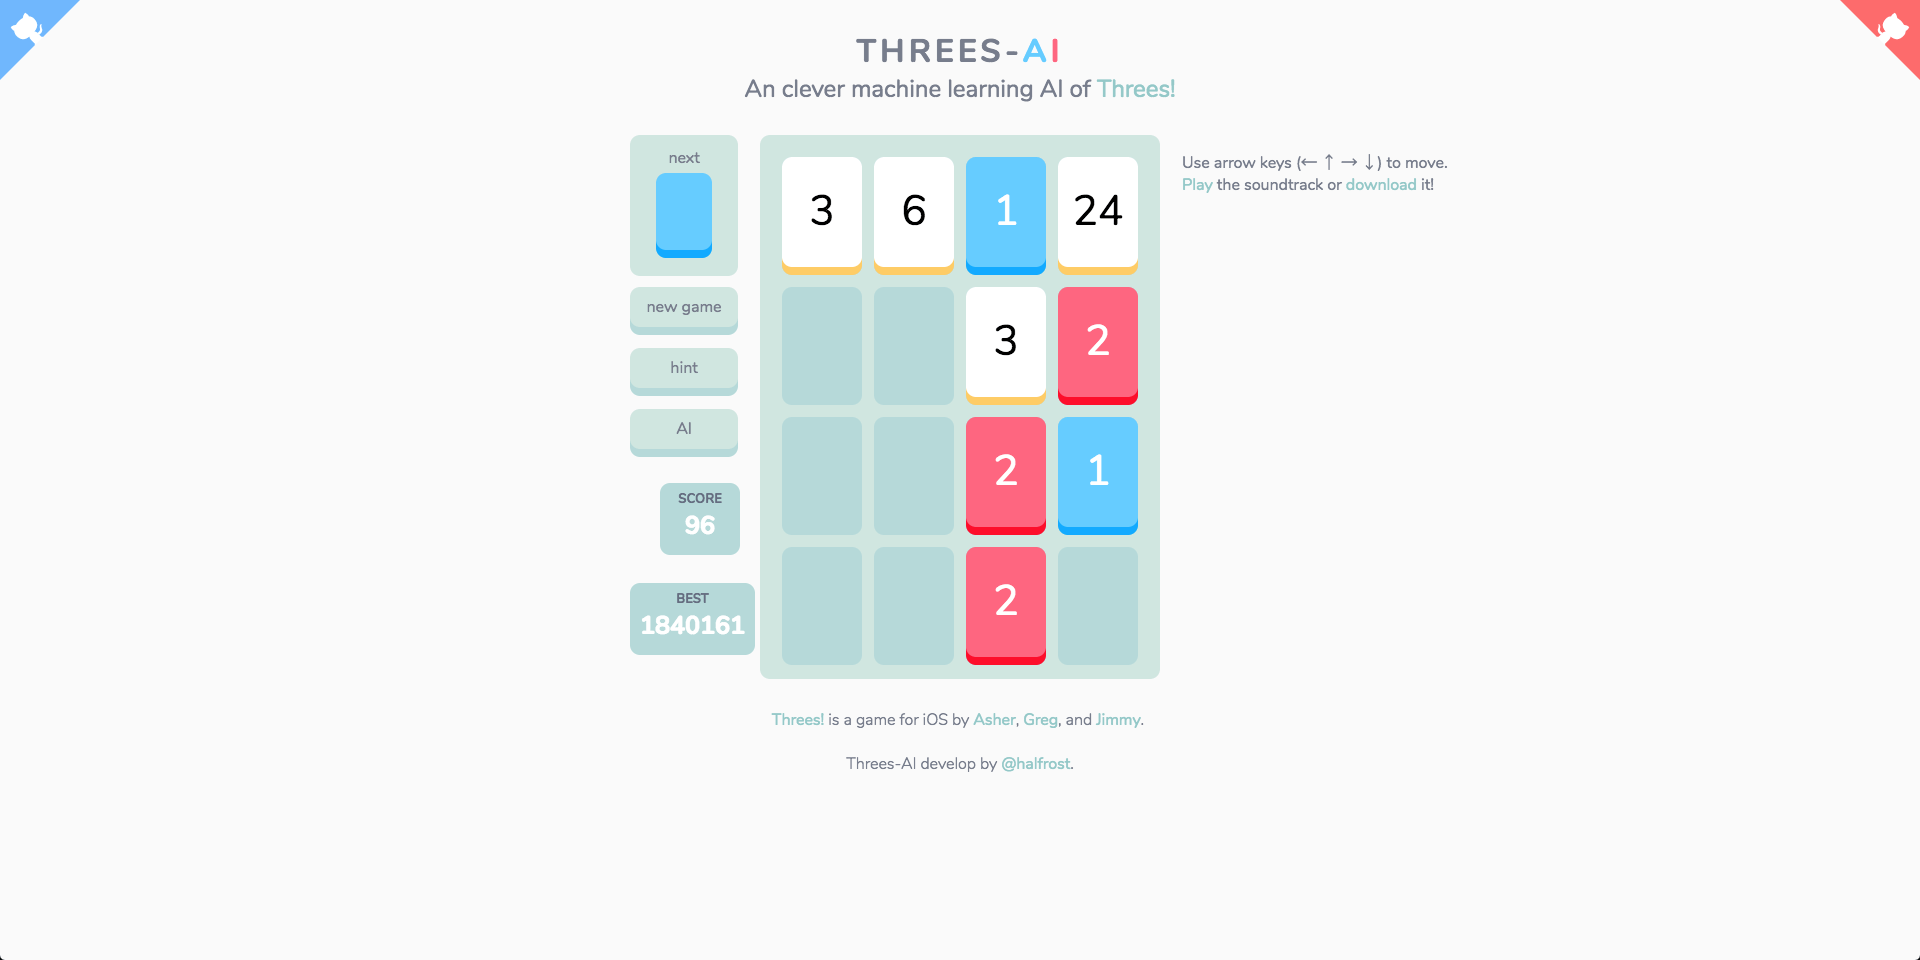 THREES-AI
An clever machine learning AI of Threes!
next
new game
hint
AI
SCORE
96
BEST
1840161
3 6 1 24
3 2
2 1
2
Use arrow keys (← ↑ → ↓) to move.
Play the soundtrack or download it!
Threes! is a game for iOS by Asher, Greg, and Jimmy.
Threes-AI develop by @halfrost.